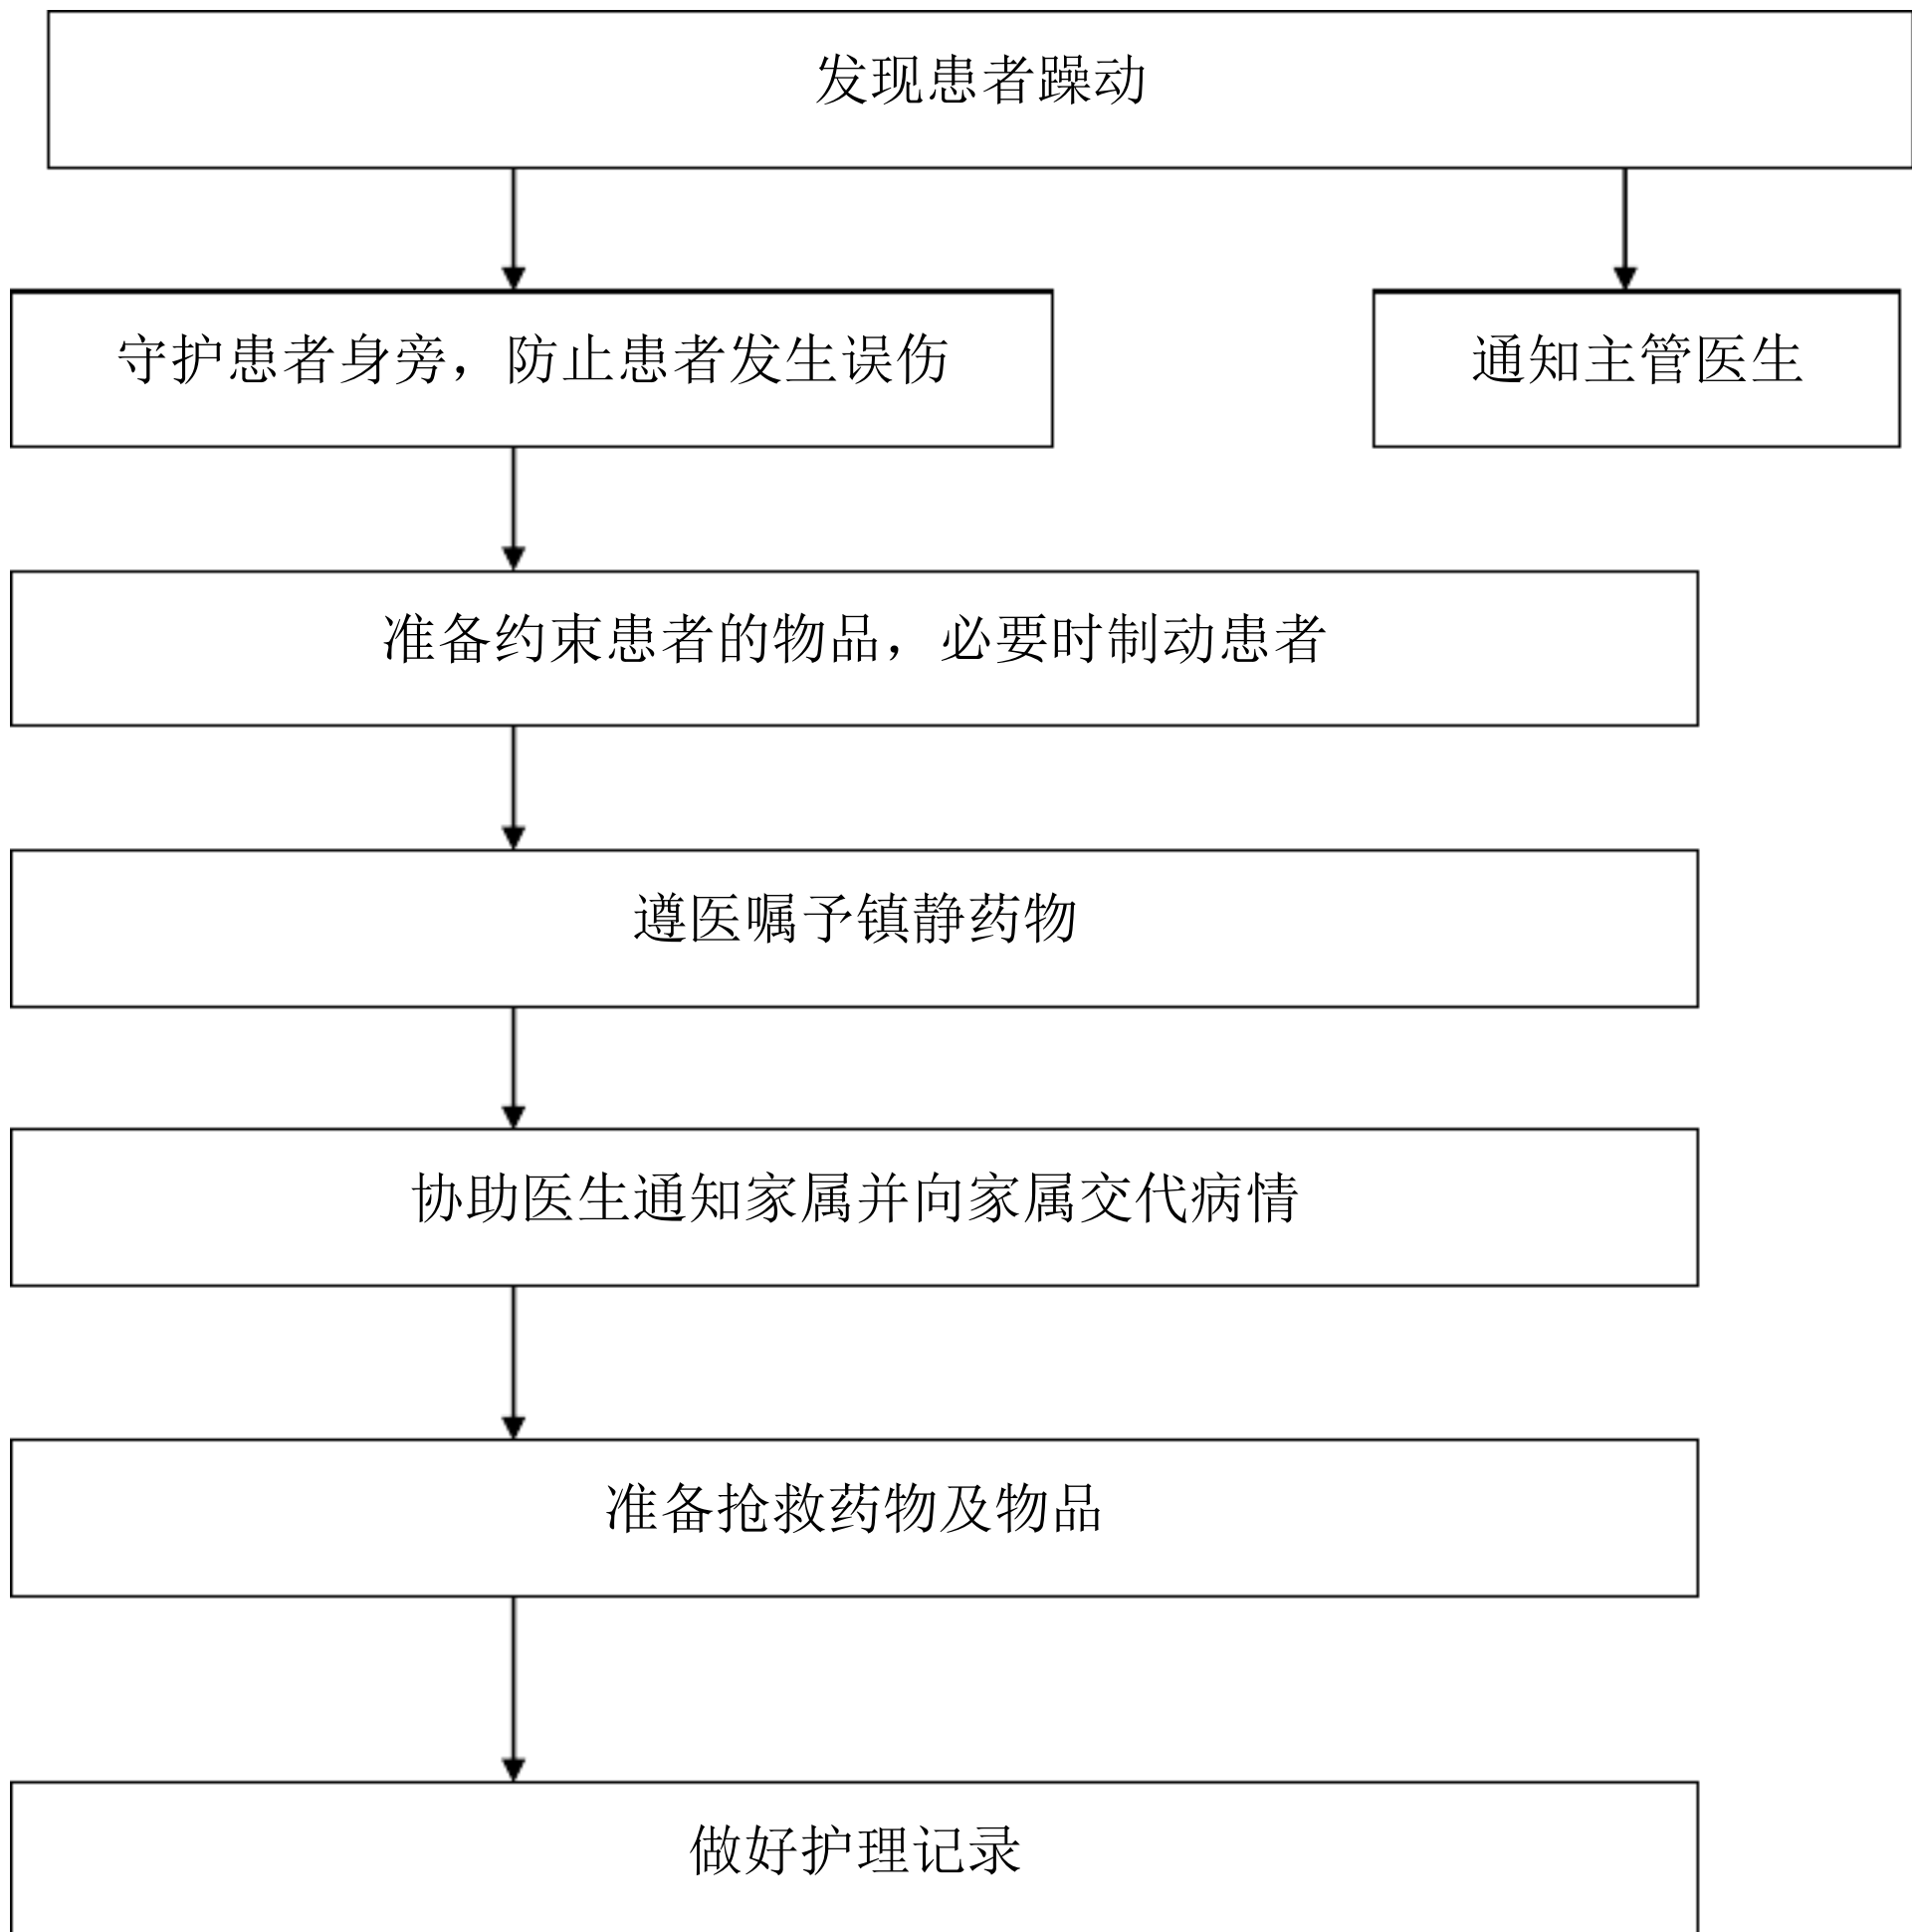 发现患者躁动
守护患者身旁，防止患者发生误伤
通知主管医生
准备约束患者的物品，必要时制动患者
遵医嘱予镇静药物
协助医生通知家属并向家属交代病情
准备抢救药物及物品
做好护理记录